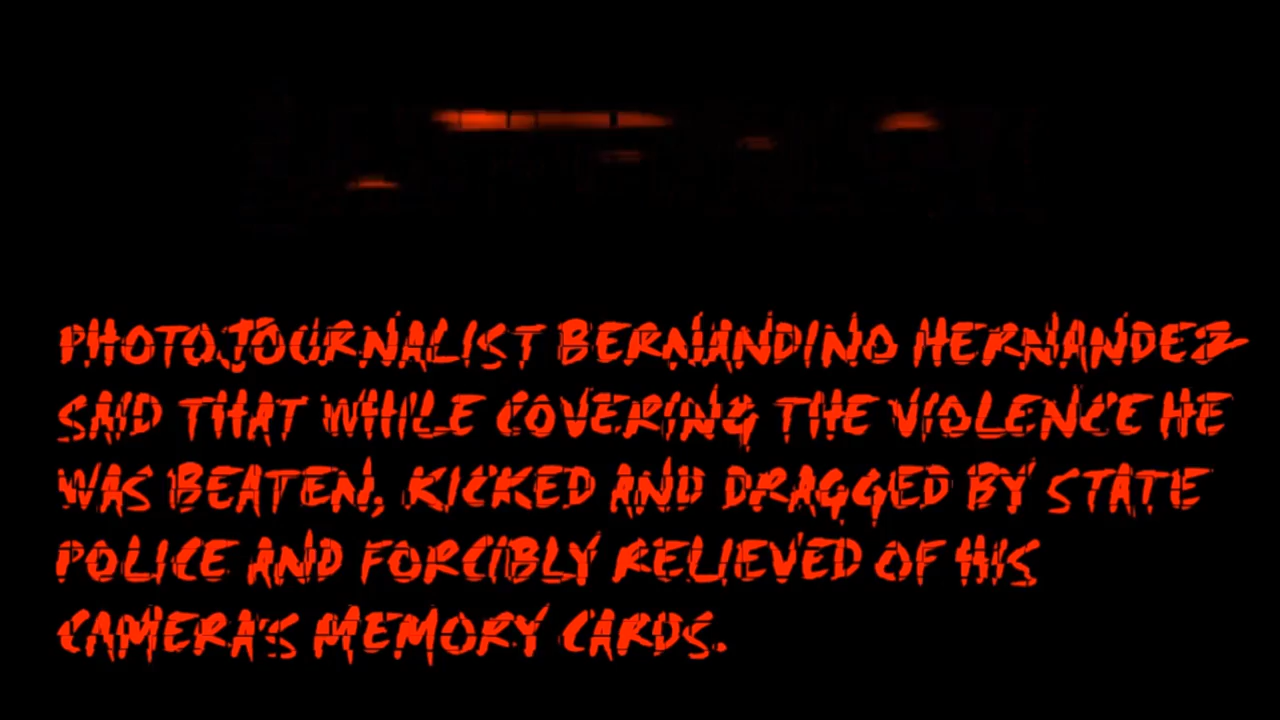 PHOTOJOURNALIST BERNANDINO HERNANDEZ
SAID THAT WHILE COVERING THE VIOLENCE HE
WAS BEATEN, KICKED AND DRAGGED BY STATE
POLICE AND FORCIBLY RELIEVED OF HIS
CAMERA'S MEMORY CARDS.